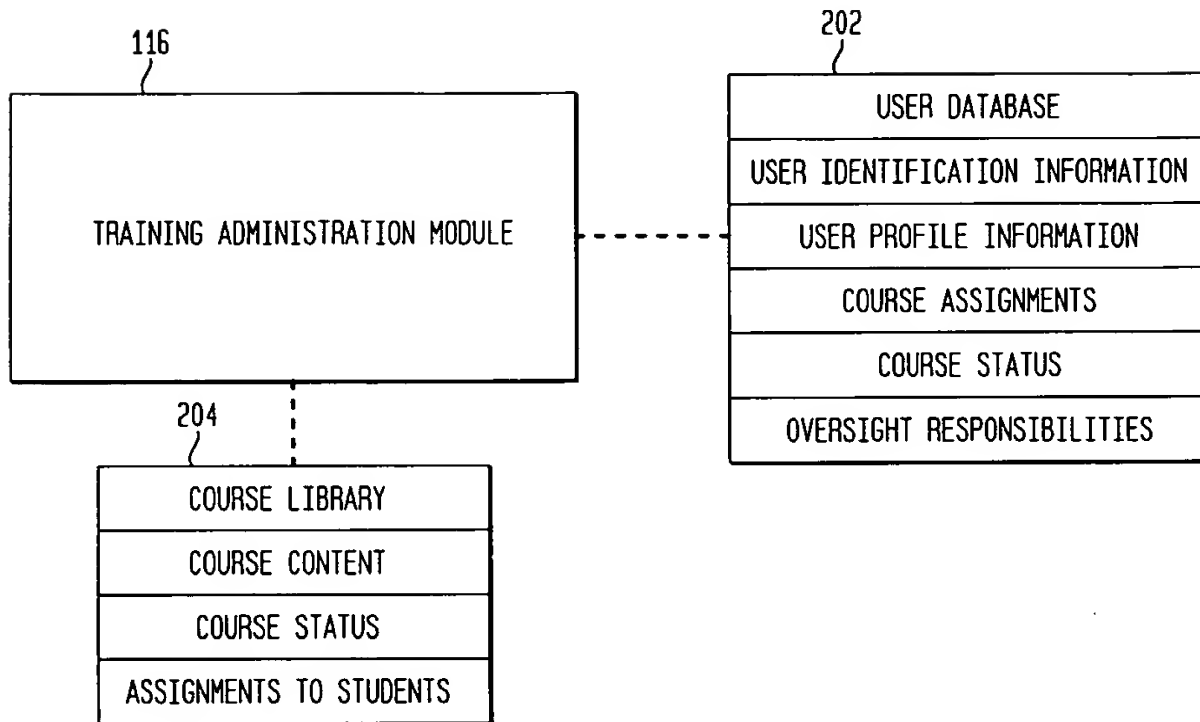 116
TRAINING ADMINISTRATION MODULE
202
USER DATABASE
USER IDENTIFICATION INFORMATION
USER PROFILE INFORMATION
COURSE ASSIGNMENTS
COURSE STATUS
OVERSIGHT RESPONSIBILITIES
204
COURSE LIBRARY
COURSE CONTENT
COURSE STATUS
ASSIGNMENTS TO STUDENTS